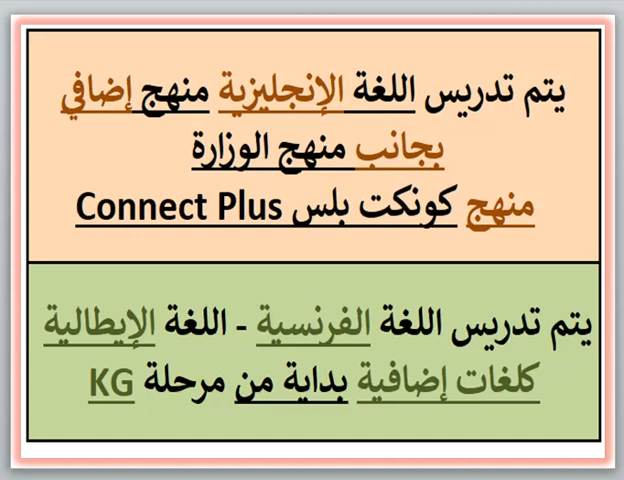 يتم تدريس اللغة الإنجليزية منهج إضافي
بجانب منهج الوزارة
منهج كونكت بلس Connect Plus
يتم تدريس اللغة الفرنسية - اللغة الإيطالية
كلغات إضافية بداية من مرحلة KG